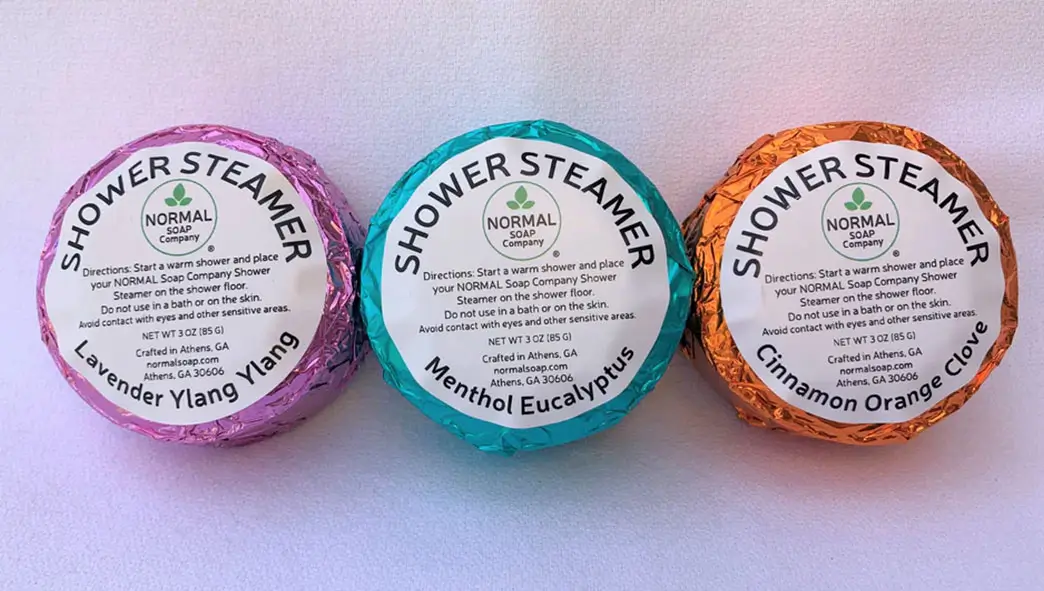 SHOWER STEAMER
NORMAL
SOAP
Company
®
Directions: Start a warm shower and place
your NORMAL Soap Company Shower
Steamer on the shower floor.
Do not use in a bath or on the skin.
Avoid contact with eyes and other sensitive areas.
NET WT 3 OZ (85 G)
Crafted in Athens, GA
normalsoap.com
Athens, GA 30606
Lavender Ylang Ylang
SHOWER STEAMER
NORMAL
SOAP
Company
®
Directions: Start a warm shower and place
your NORMAL Soap Company Shower
Steamer on the shower floor.
Do not use in a bath or on the skin.
Avoid contact with eyes and other sensitive areas.
NET WT 3 OZ (85 G)
Crafted in Athens, GA
normalsoap.com
Athens, GA 30606
Menthol Eucalyptus
SHOWER STEAMER
NORMAL
SOAP
Company
®
Directions: Start a warm shower and place
your NORMAL Soap Company Shower
Steamer on the shower floor.
Do not use in a bath or on the skin.
Avoid contact with eyes and other sensitive areas.
NET WT 3 OZ (85 G)
Crafted in Athens, GA
normalsoap.com
Athens, GA 30606
Cinnamon Orange Clove